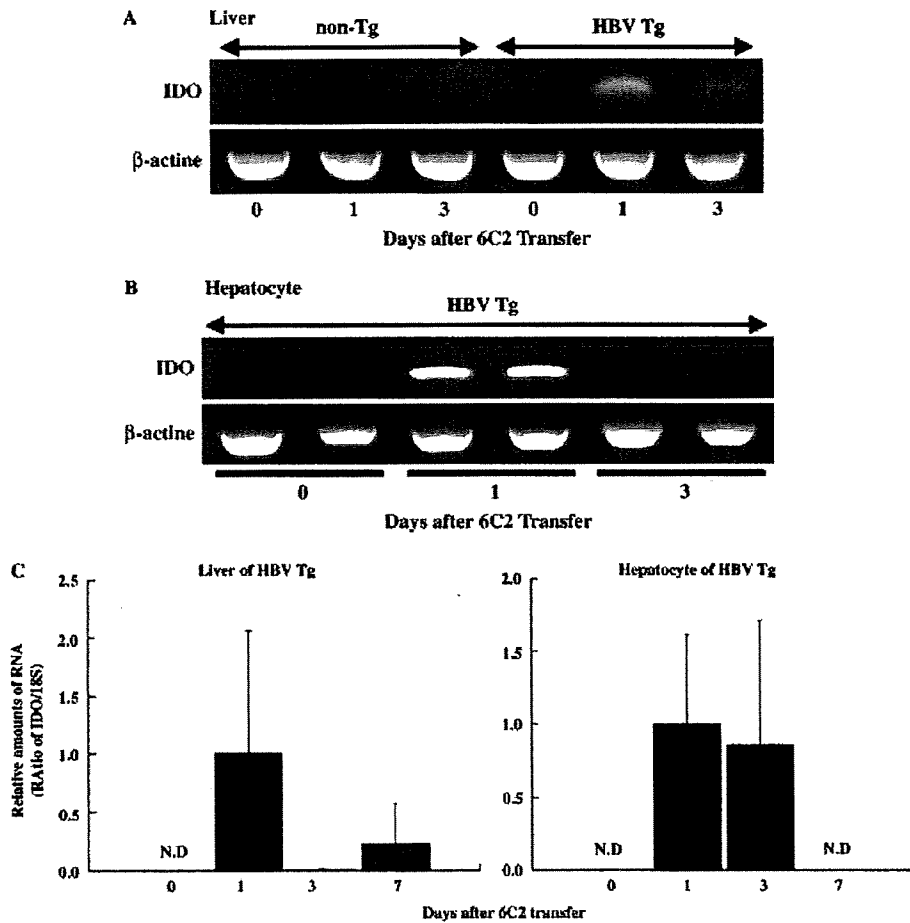 A Liver
non-Tg HBV Tg
IDO
β-actine
0 1 3 0 1 3
Days after 6C2 Transfer
B Hepatocyte
HBV Tg
IDO
β-actine
0 1 3
Days after 6C2 Transfer
C
Liver of HBV Tg
Relative amounts of RNA
(RAtio of IDO/18S)
2.5
2.0
1.5
1.0
0.5
0.0
N.D
0 1 3 7
Hepatocyte of HBV Tg
2.0
1.5
1.0
0.5
0.0
N.D N.D
0 1 3 7
Days after 6C2 transfer